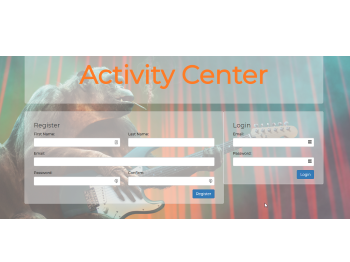 Activity Center
Register
First Name:
Last Name:
Email:
Password:
Confirm:
Register
Login
Email:
Password:
Login